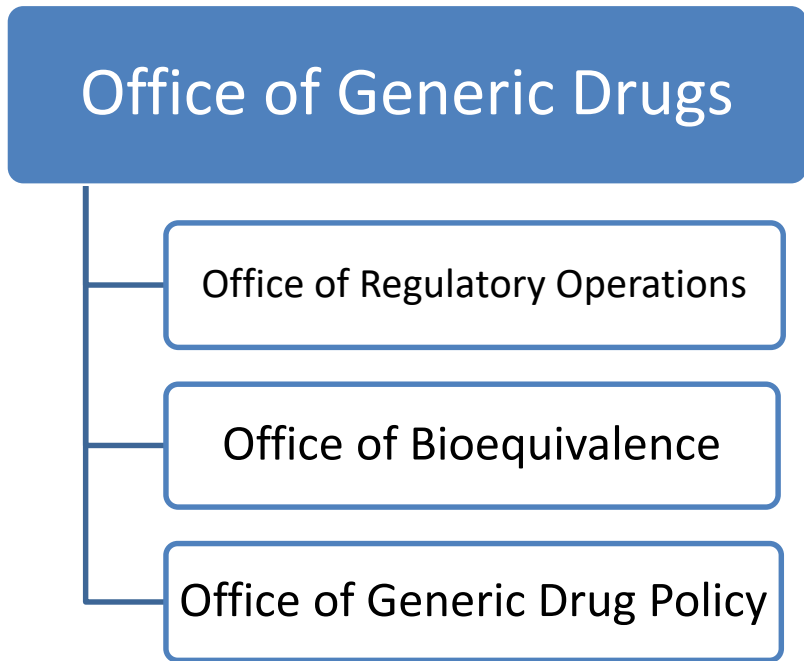 Office of Generic Drugs
Office of Regulatory Operations
Office of Bioequivalence
Office of Generic Drug Policy